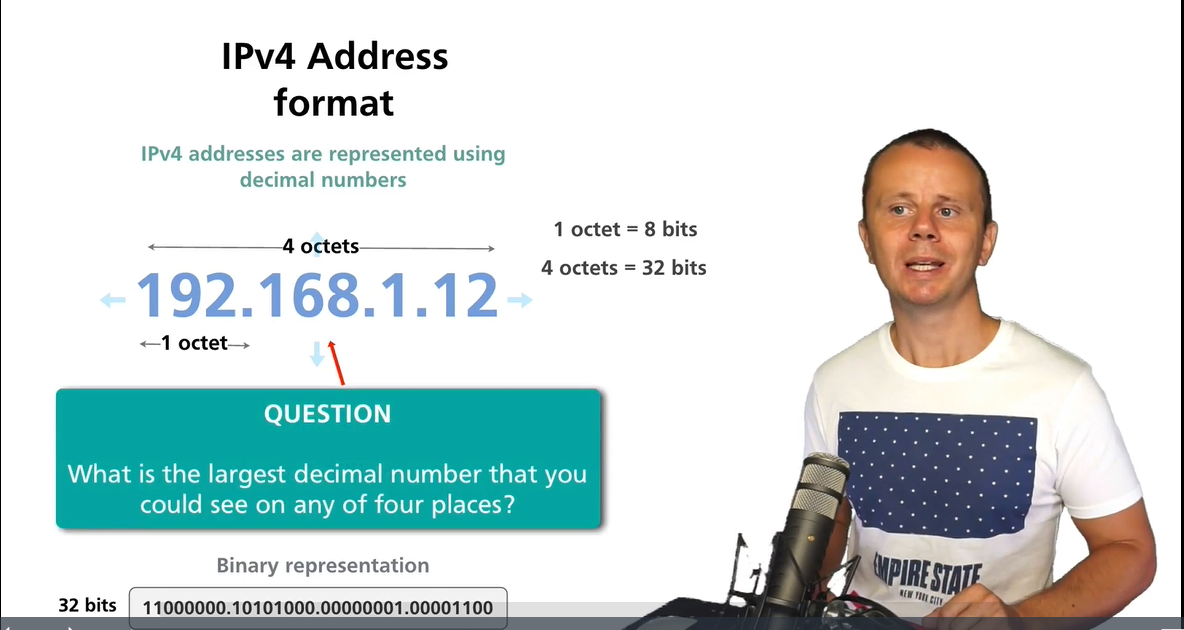 IPv4 Address
format
IPv4 addresses are represented using
decimal numbers
4 octets
1 octet = 8 bits
4 octets = 32 bits
192.168.1.12
1 octet
QUESTION
What is the largest decimal number that you
could see on any of four places?
Binary representation
32 bits
11000000.10101000.00000001.00001100
EMPIRE STATE
NEW YORK CITY